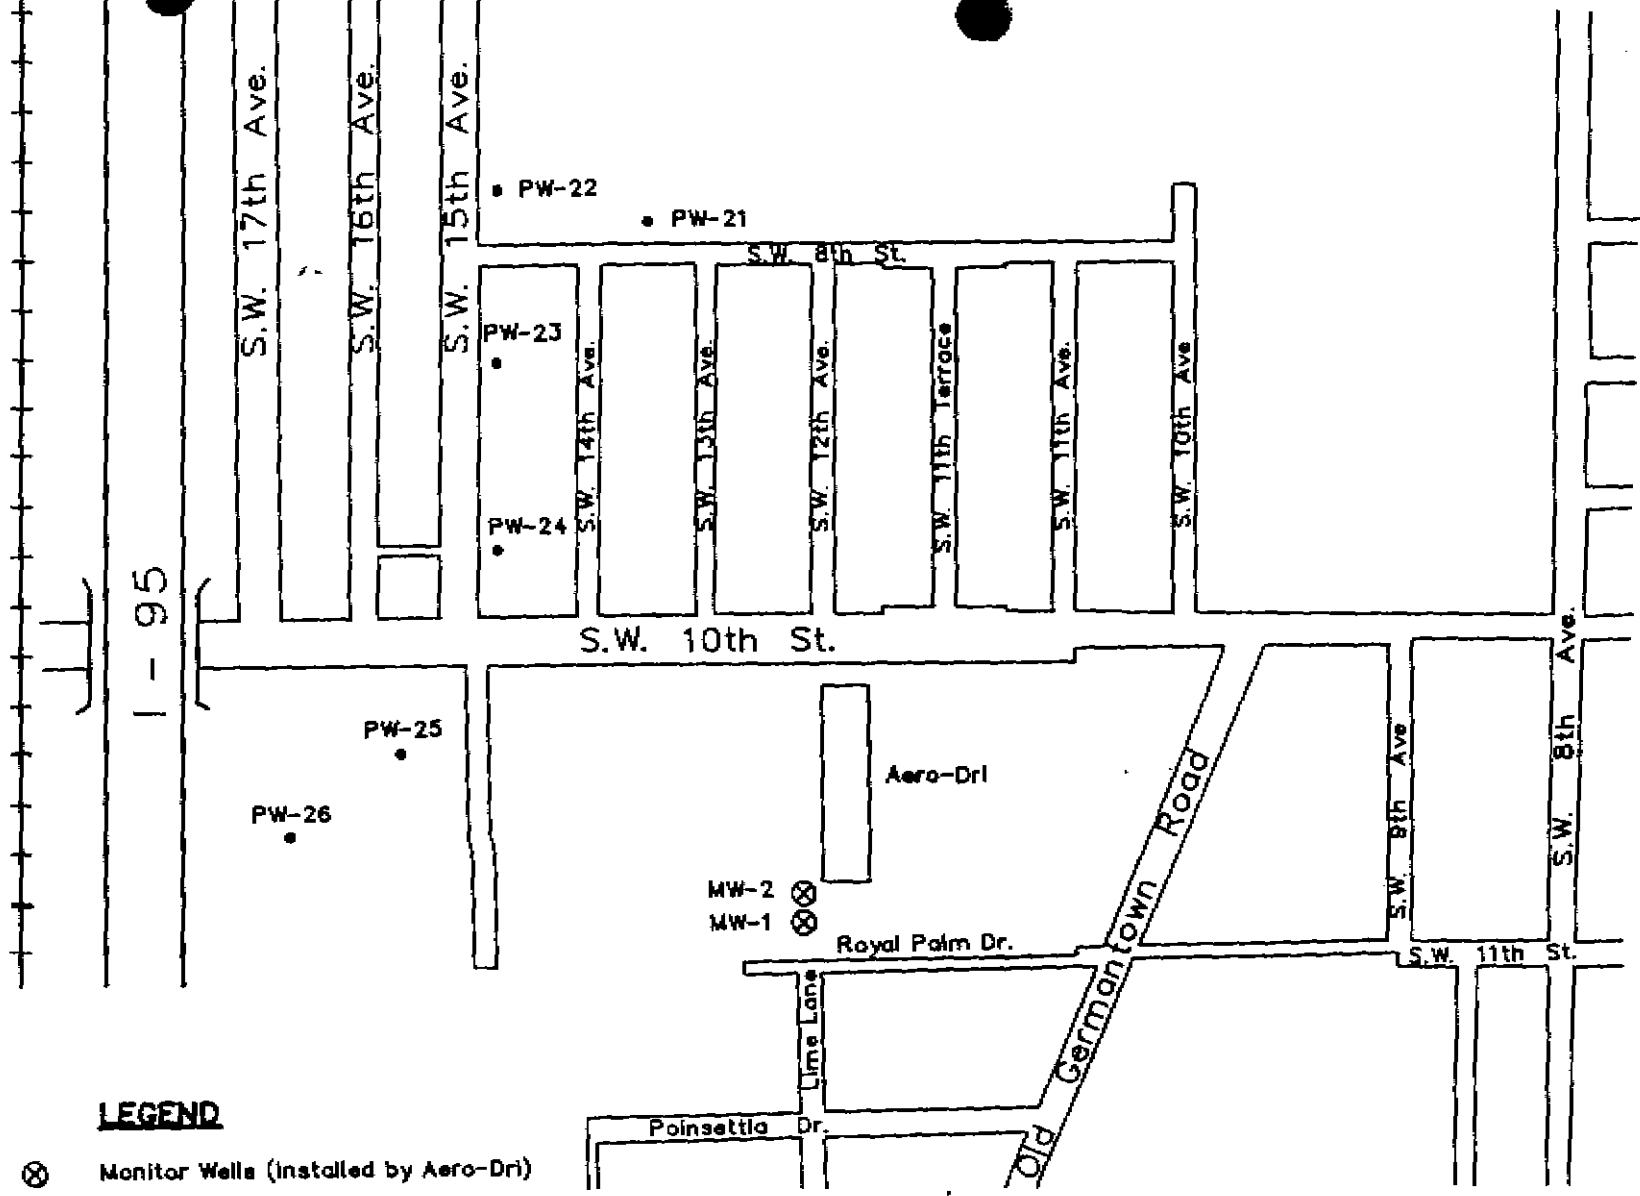 S.W. 17th Ave.
S.W. 16th Ave.
S.W. 15th Ave.
PW-22
PW-21
S.W. 8th St.
PW-23
S.W. 14th Ave.
S.W. 13th Ave.
S.W. 12th Ave.
S.W. 11th Terrace
S.W. 11th Ave.
S.W. 10th Ave
PW-24
I-95
S.W. 10th St.
S.W. 8th Ave.
PW-25
Aero-Dri
Old Germantown Road
S.W. 9th Ave
PW-26
MW-2
MW-1
Royal Palm Dr.
S.W. 11th St.
Lime Lane
Poinsettia Dr.
LEGEND
Monitor Wells (installed by Aero-Dri)